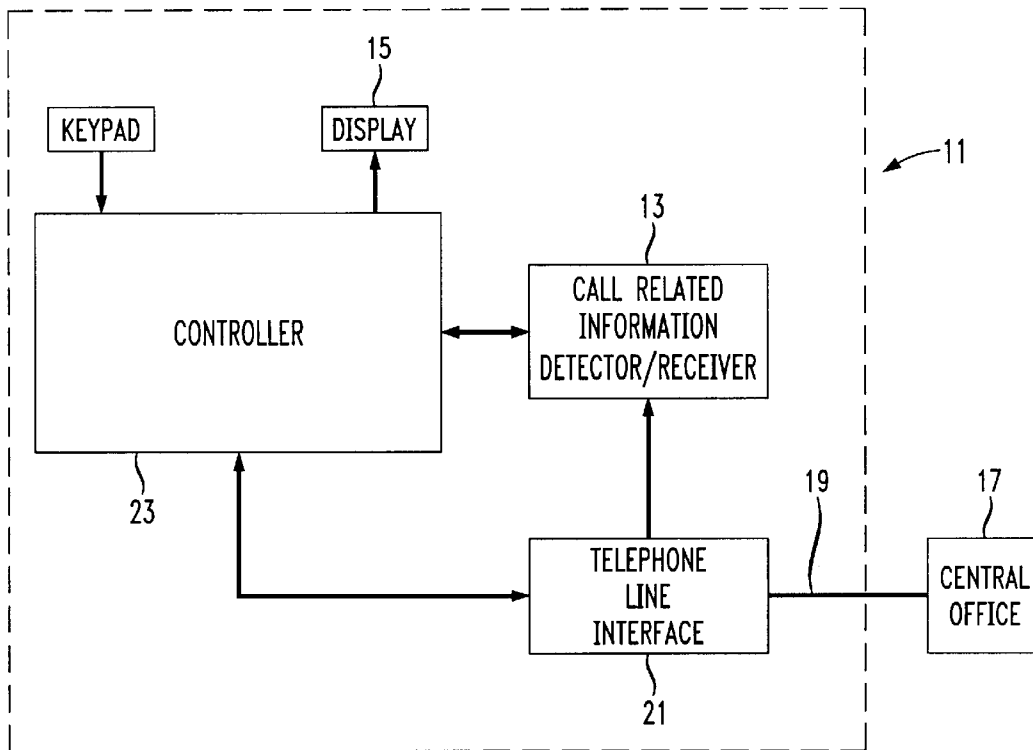 15
KEYPAD
DISPLAY
11
13
CALL RELATED
INFORMATION
DETECTOR/RECEIVER
CONTROLLER
23
19
17
TELEPHONE
LINE
INTERFACE
CENTRAL
OFFICE
21